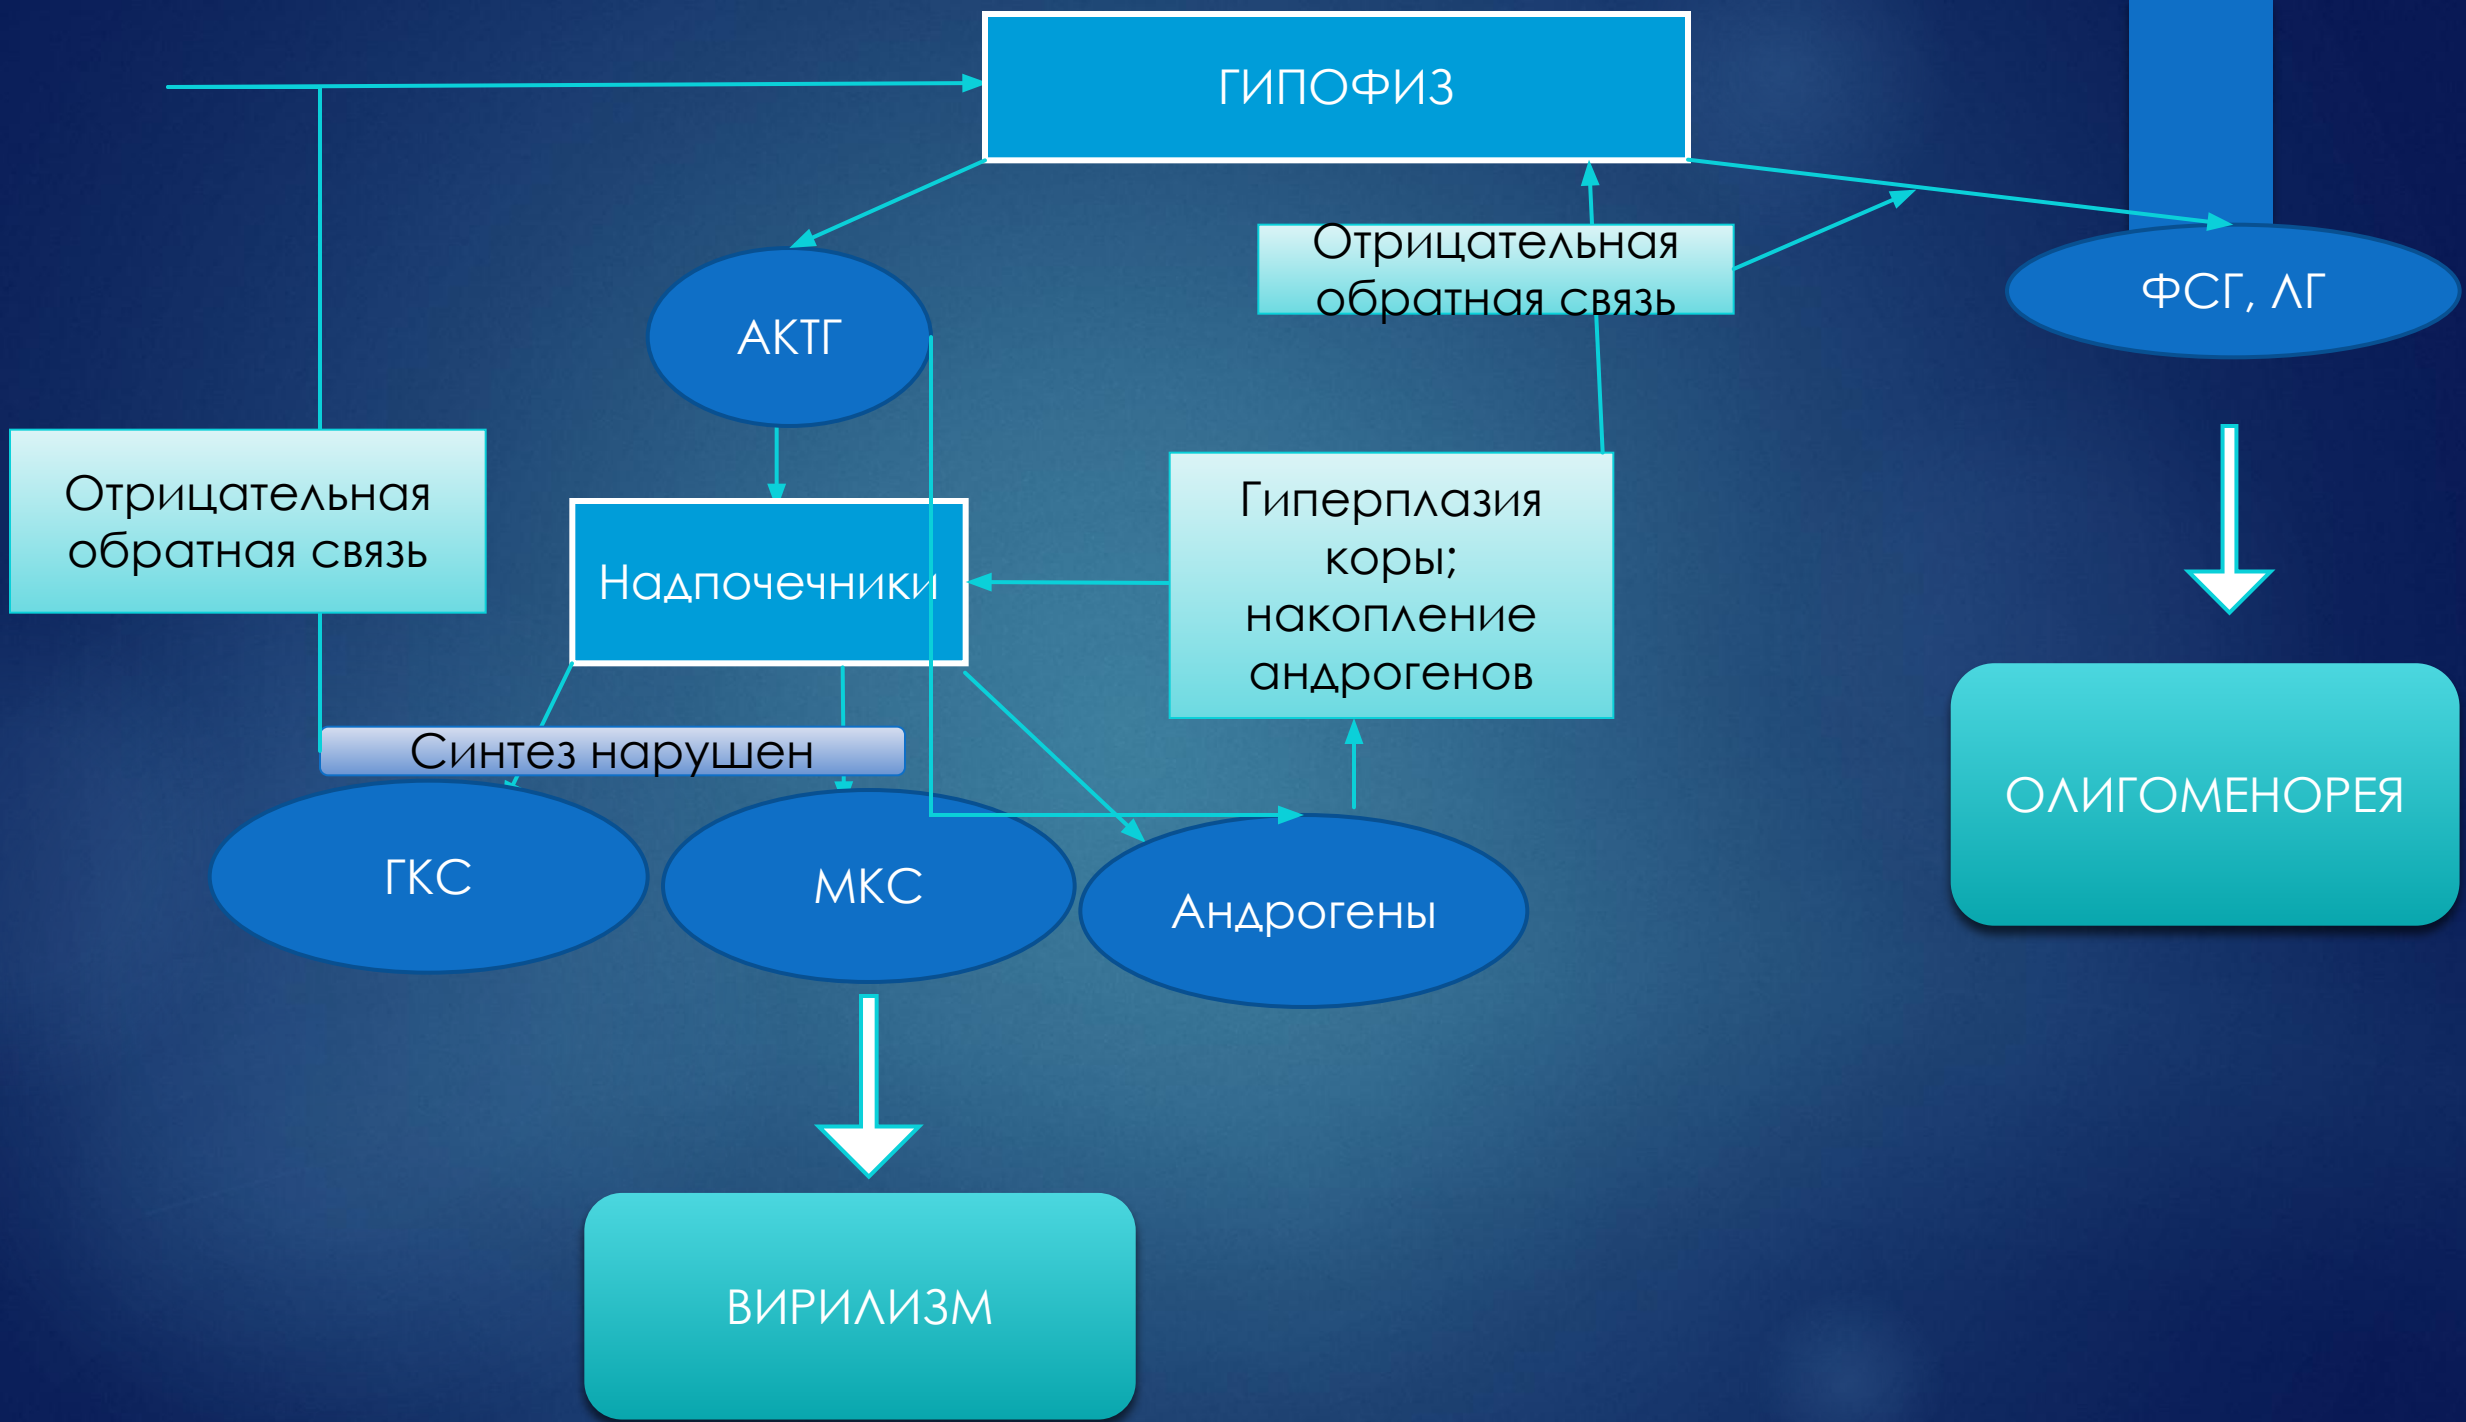 ГИПОФИЗ
Отрицательная
обратная связь
ФСГ, ЛГ
АКТГ
Отрицательная
обратная связь
Надпочечники
Гиперплазия
коры;
накопление
андрогенов
Синтез нарушен
ОЛИГОМЕНОРЕЯ
ГКС
МКС
Андрогены
ВИРИЛИЗМ